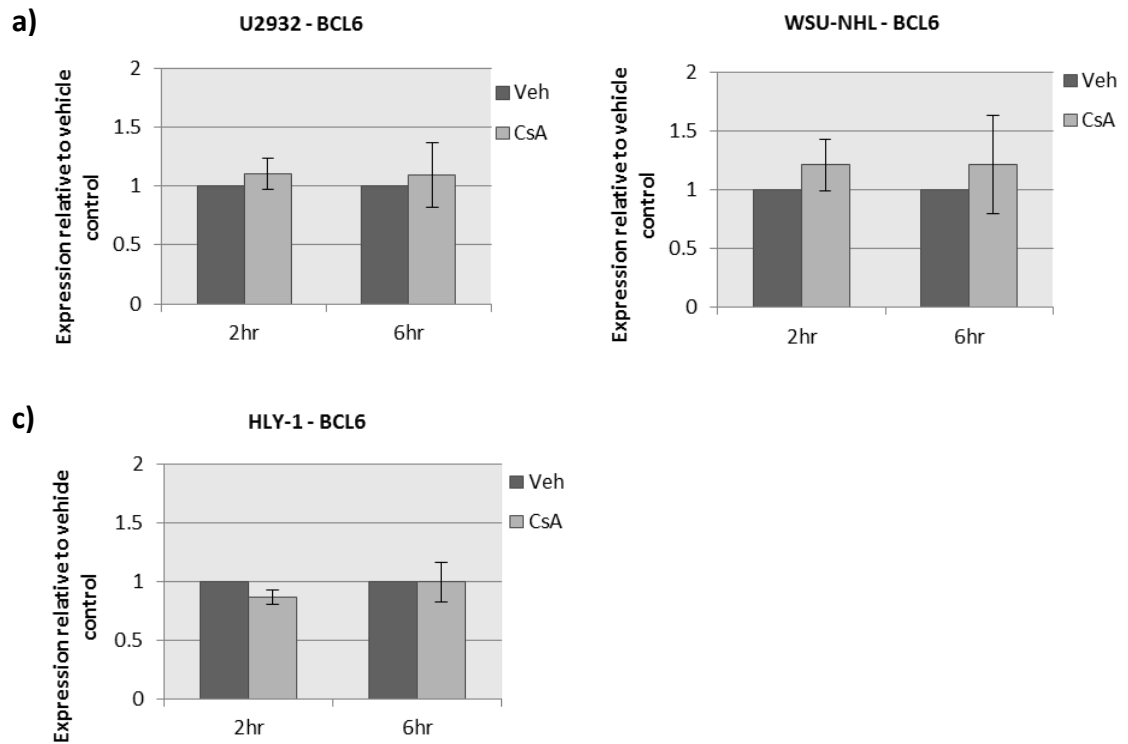 a)
U2932 - BCL6
Expression relative to vehicle
control
2
1.5
1
0.5
0
2hr
6hr
Veh
CsA
WSU-NHL - BCL6
Expression relative to vehicle
control
2
1.5
1
0.5
0
2hr
6hr
Veh
CsA
c)
HLY-1 - BCL6
Expression relative to vehicle
control
2
1.5
1
0.5
0
2hr
6hr
Veh
CsA